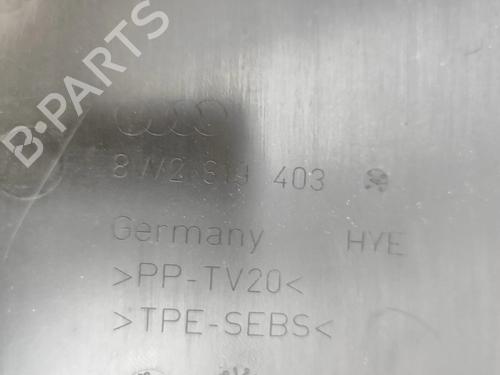 B-PARTS
8W2 819 403
Germany HYE
>PP-TV20<
>TPE-SEBS<